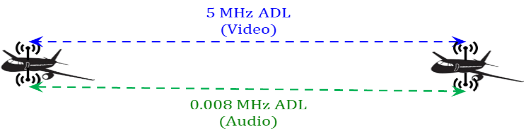 5 MHz ADL
(Video)
0.008 MHz ADL
(Audio)